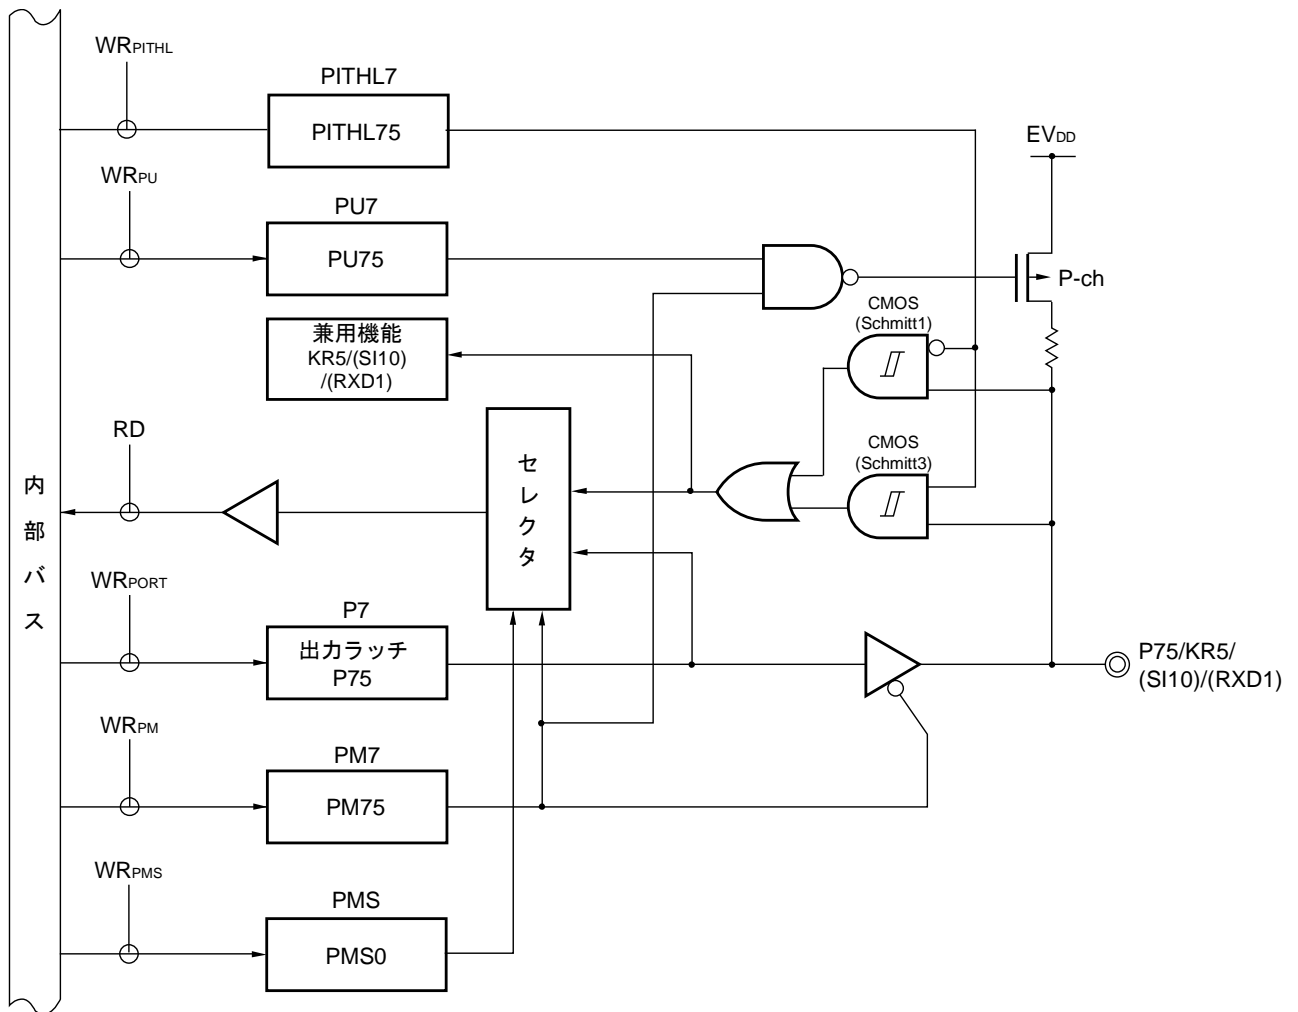 WRPITHL
PITHL7
PITHL75
EVDD
WRPU
PU7
PU75
P-ch
CMOS
(Schmitt1)
兼用機能
KR5/(SI10)
/(RXD1)
RD
CMOS
(Schmitt3)
セレクタ
内部バス
WRPORT
P7
出力ラッチ
P75
P75/KR5/
(SI10)/(RXD1)
WRPM
PM7
PM75
WRPMS
PMS
PMS0